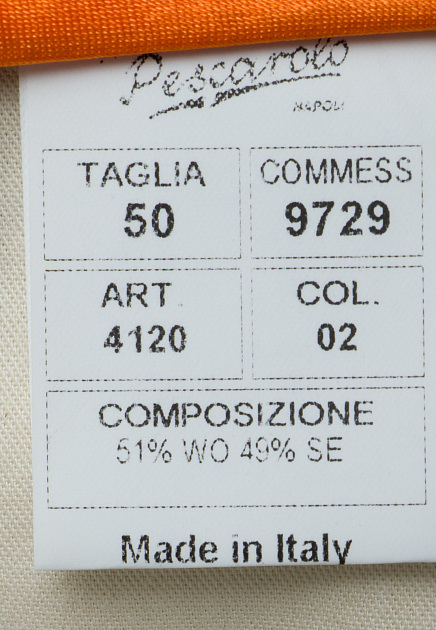 Pescarolo
NAPOLI
TAGLIA
50
COMMESS
9729
ART.
4120
COL.
02
COMPOSIZIONE
51% WO 49% SE
Made in Italy